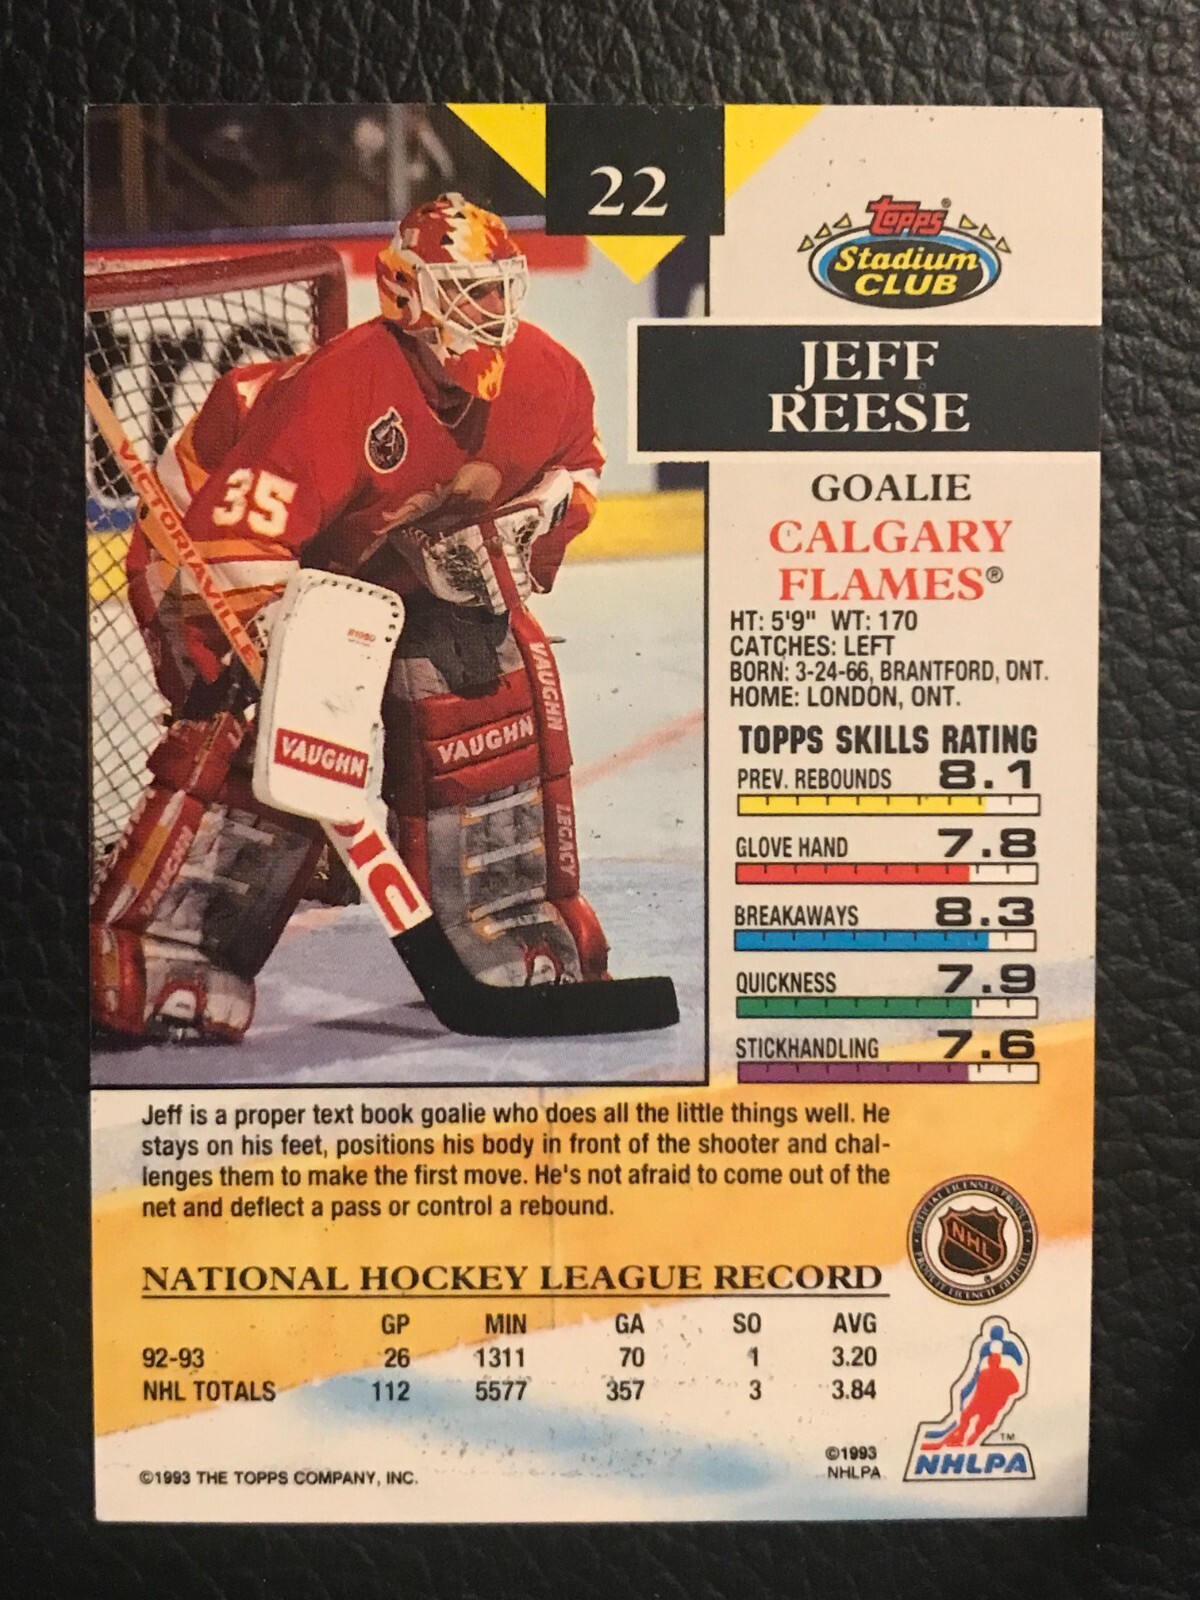 22
Topps®
Stadium
CLUB
JEFF
REESE
GOALIE
CALGARY
FLAMES®
HT: 5'9" WT: 170
CATCHES: LEFT
BORN: 3-24-66, BRANTFORD, ONT.
HOME: LONDON, ONT.
TOPPS SKILLS RATING
PREV. REBOUNDS 8.1
GLOVE HAND 7.8
BREAKAWAYS 8.3
QUICKNESS 7.9
STICKHANDLING 7.6
35
VICTORIAVILLE
VAUGHN
VAUGHN
VAUGHN
LEGACY
Jeff is a proper text book goalie who does all the little things well. He
stays on his feet, positions his body in front of the shooter and chal-
lenges them to make the first move. He's not afraid to come out of the
net and deflect a pass or control a rebound.
NATIONAL HOCKEY LEAGUE RECORD
GP MIN GA SO AVG
92-93 26 1311 70 1 3.20
NHL TOTALS 112 5577 357 3 3.84
OFFICIAL LICENSED PRODUCT
NHL
PRODUIT LICENCIE OFFICIEL
©1993 THE TOPPS COMPANY, INC.
©1993
NHLPA
NHLPA
TM